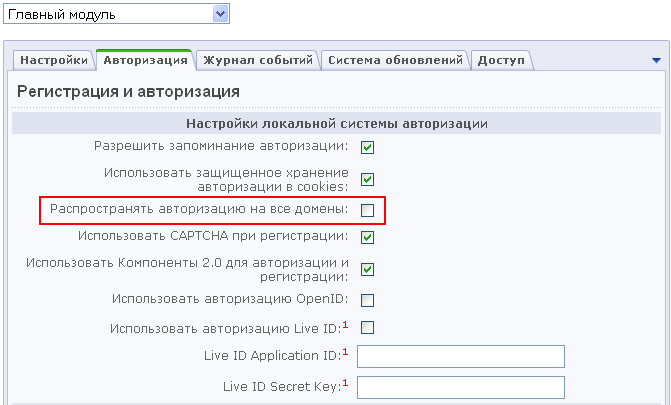 Главный модуль
Настройки Авторизация Журнал событий Система обновлений Доступ
Регистрация и авторизация
Настройки локальной системы авторизации
Разрешить запоминание авторизации:
Использовать защищенное хранение
авторизации в cookies:
Распространять авторизацию на все домены:
Использовать CAPTCHA при регистрации:
Использовать Компоненты 2.0 для авторизации и
регистрации:
Использовать авторизацию OpenID:
Использовать авторизацию Live ID:1
Live ID Application ID:1
Live ID Secret Key:1